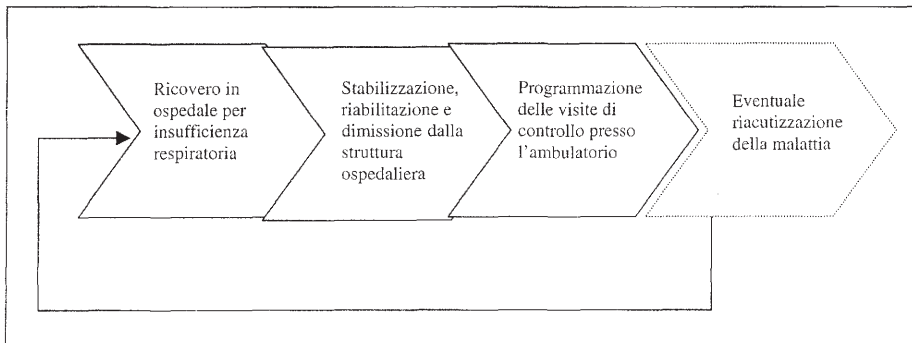 Ricovero in
ospedale per
insufficienza
respiratoria
Stabilizzazione,
riabilitazione e
dimissione dalla
struttura
ospedaliera
Programmazione
delle visite di
controllo presso
l'ambulatorio
Eventuale
riacutizzazione
della malattia